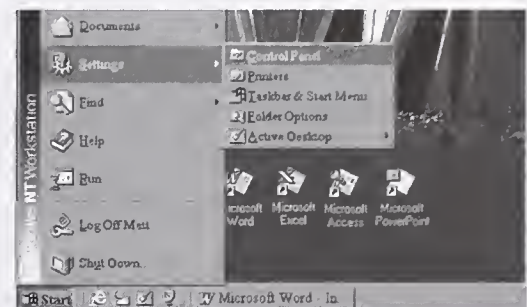 Documents
Settings
Find
Help
Run
Log Off Matt
Shut Down...
NT Workstation
Control Panel
Printers
Taskbar & Start Menu
Folder Options
Active Desktop
Microsoft Word
Microsoft Excel
Microsoft Access
Microsoft PowerPoint
Start
Microsoft Word - In